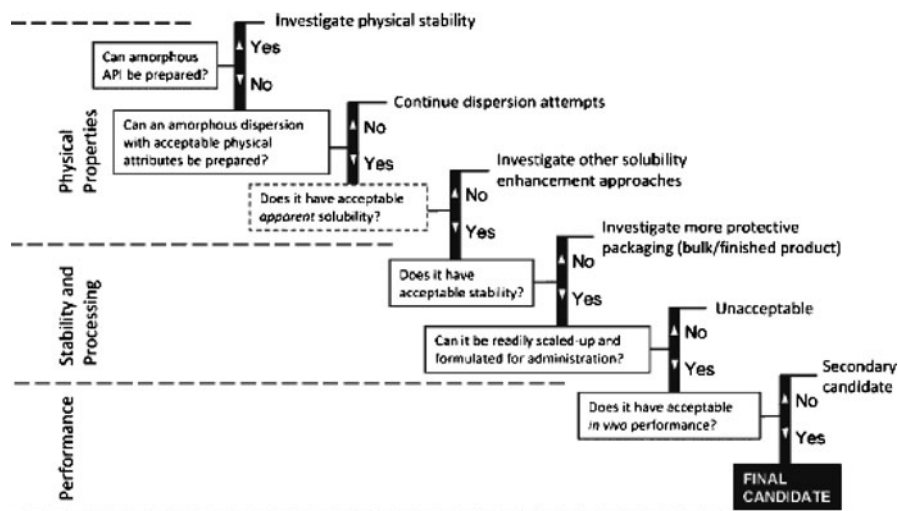 Investigate physical stability
Yes
Can amorphous
API be prepared?
No
Continue dispersion attempts
Can an amorphous dispersion
with acceptable physical
attributes be prepared?
No
Yes
Physical
Properties
Investigate other solubility
enhancement approaches
Does it have acceptable
apparent solubility?
No
Yes
Investigate more protective
packaging (bulk/finished product)
Does it have
acceptable stability?
No
Yes
Stability and
Processing
Unacceptable
Can it be readily scaled-up and
formulated for administration?
No
Yes
Secondary
candidate
Does it have acceptable
in vivo performance?
No
Yes
Performance
FINAL
CANDIDATE